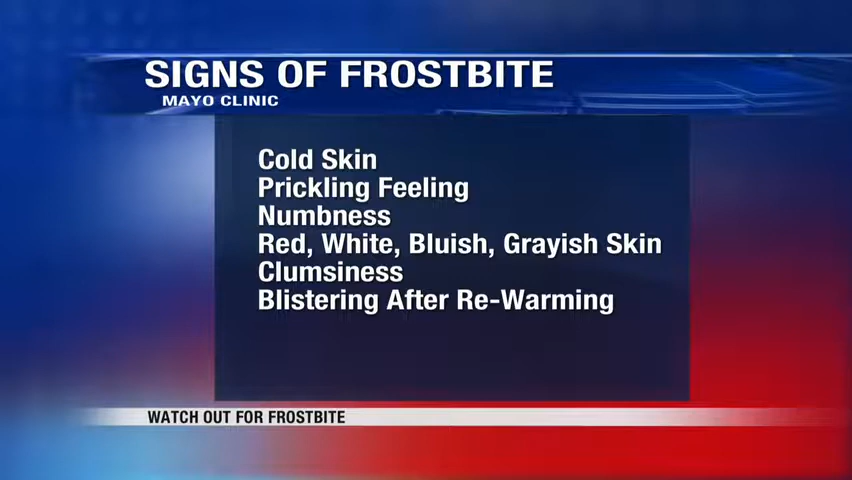 SIGNS OF FROSTBITE
MAYO CLINIC
Cold Skin
Prickling Feeling
Numbness
Red, White, Bluish, Grayish Skin
Clumsiness
Blistering After Re-Warming
WATCH OUT FOR FROSTBITE